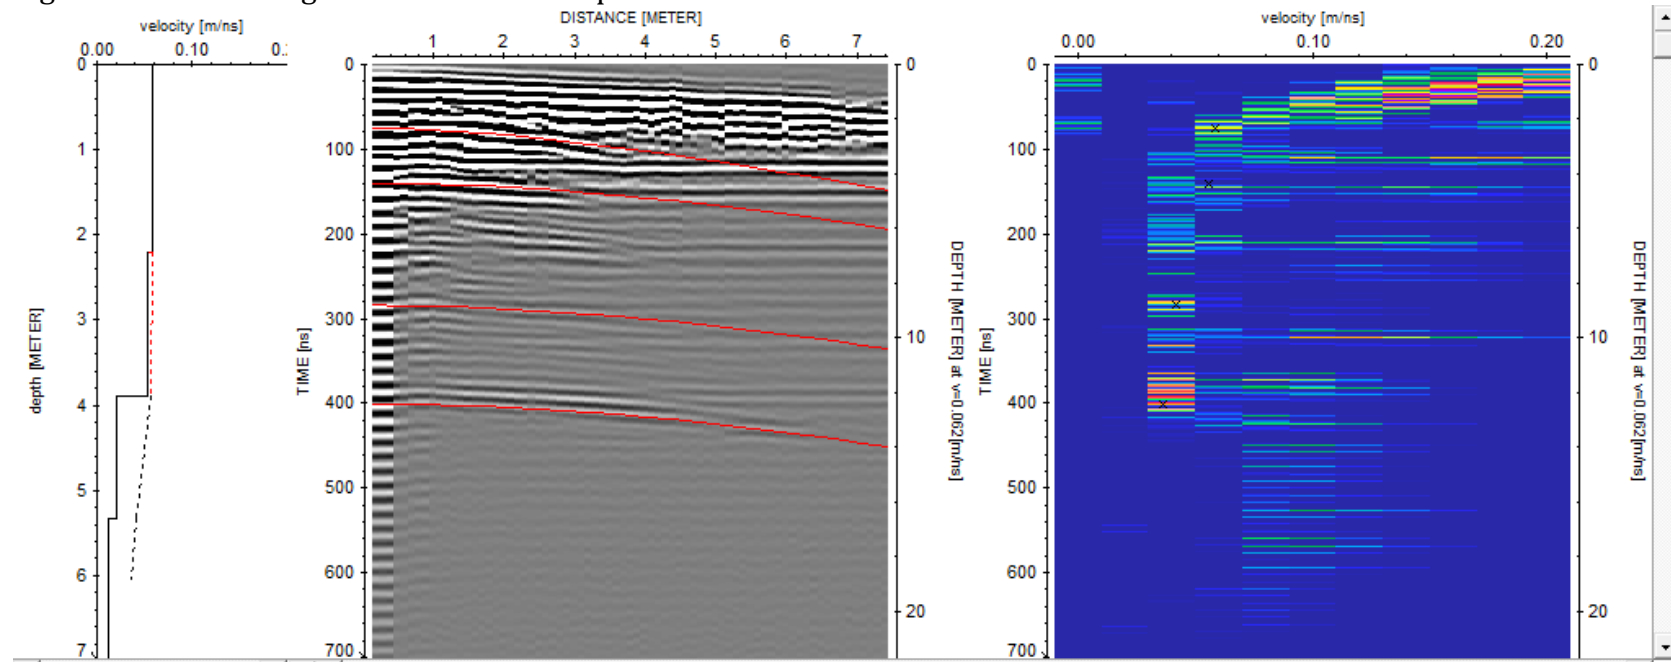 velocity [m/ns]
0.00 0.10 0.:
0
1
2
3
4
5
6
7
depth [METER]
DISTANCE [METER]
1 2 3 4 5 6 7
0
100
200
300
400
500
600
700
TIME [ns]
0
10
20
DEPTH [METER] at v=0.062[m/ns]
velocity [m/ns]
0.00 0.10 0.20
0
100
200
300
400
500
600
700
TIME [ns]
0
10
20
DEPTH [METER] at v=0.062[m/ns]